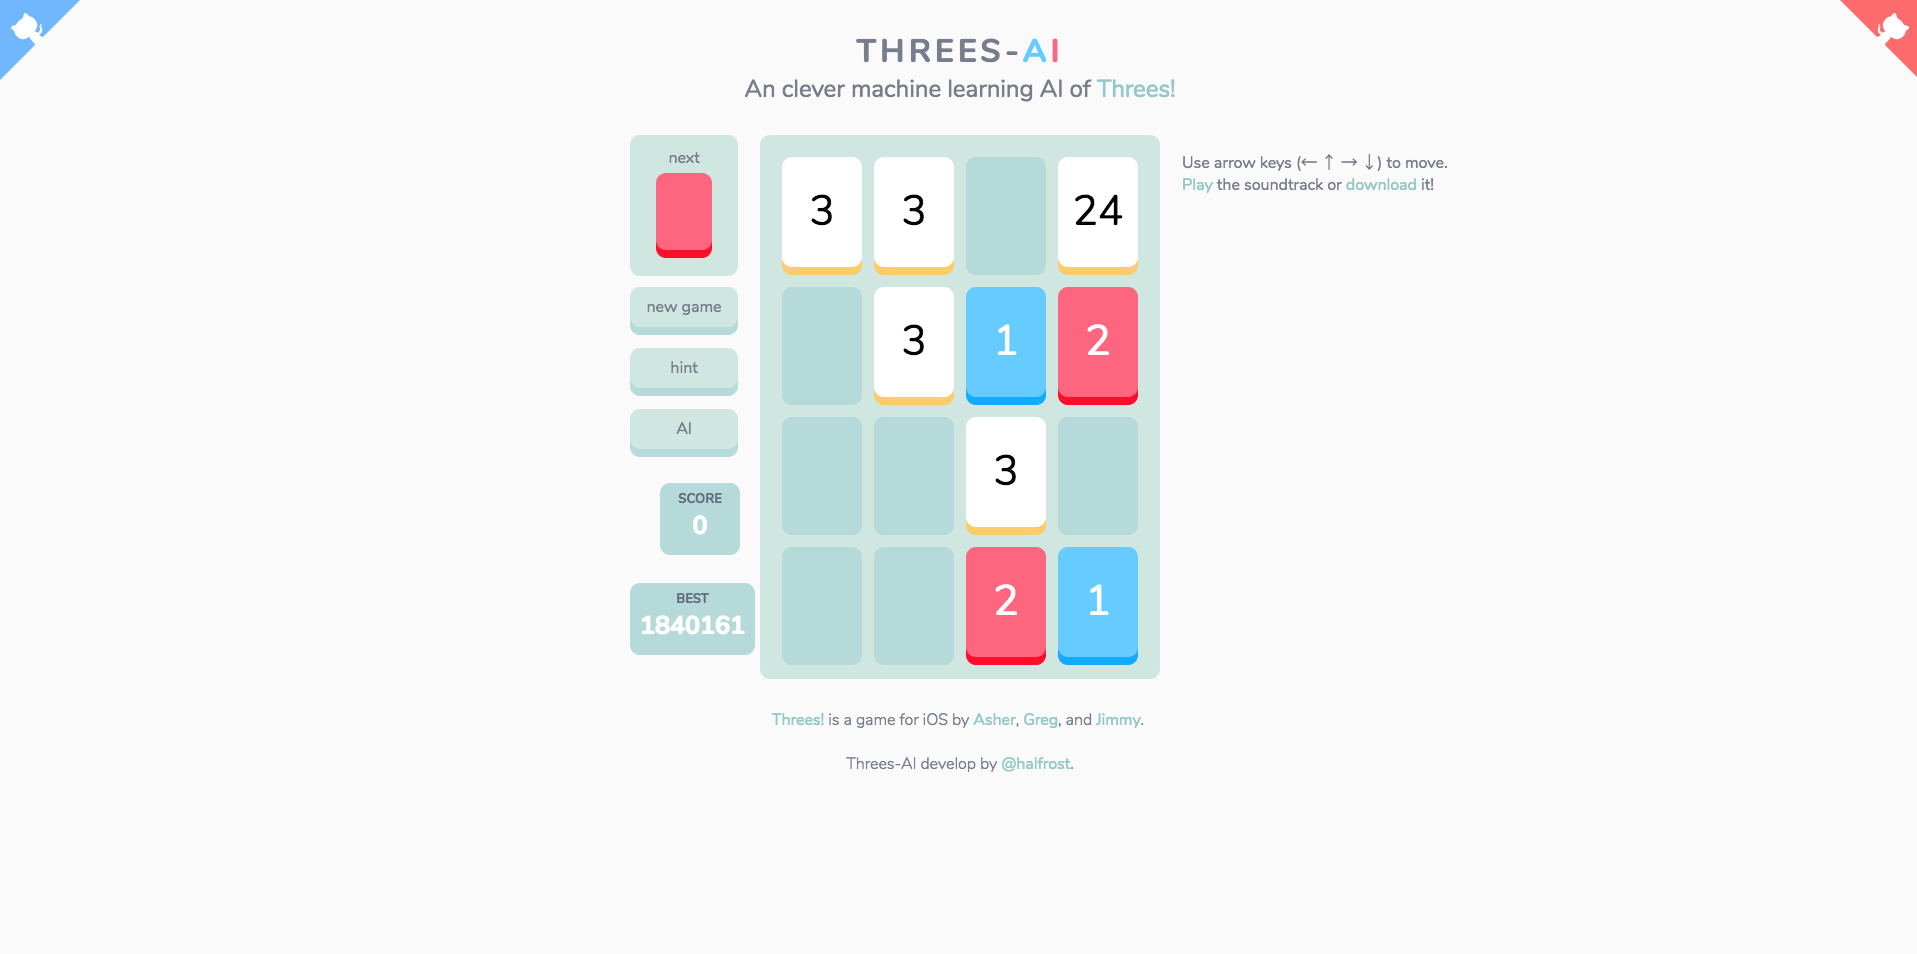 THREES-AI
An clever machine learning AI of Threes!
next
new game
hint
AI
SCORE
0
BEST
1840161
3 3 24
3 1 2
3
2 1
Use arrow keys (← ↑ → ↓) to move.
Play the soundtrack or download it!
Threes! is a game for iOS by Asher, Greg, and Jimmy.
Threes-AI develop by @halfrost.